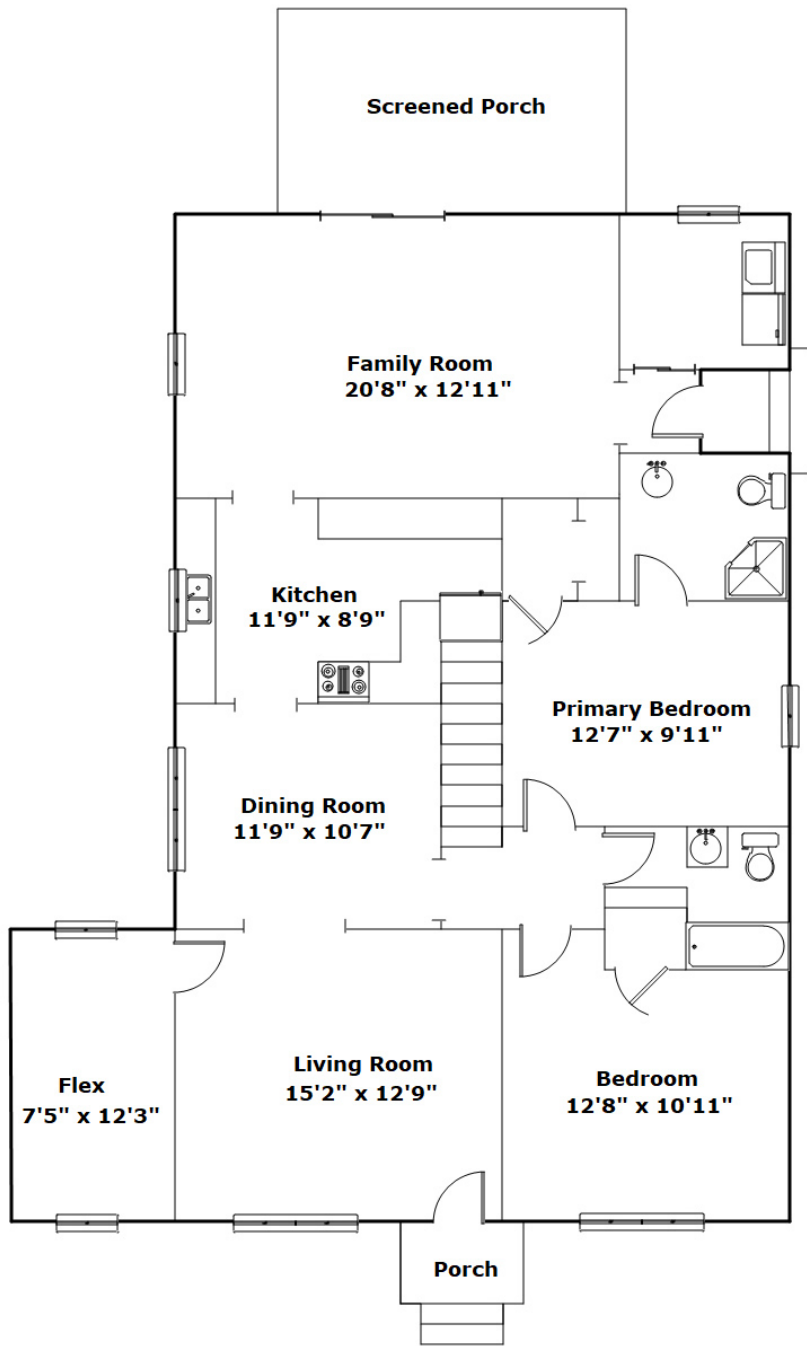 Screened Porch
Family Room
20'8" x 12'11"
Kitchen
11'9" x 8'9"
Primary Bedroom
12'7" x 9'11"
Dining Room
11'9" x 10'7"
Living Room
15'2" x 12'9"
Flex
7'5" x 12'3"
Bedroom
12'8" x 10'11"
Porch